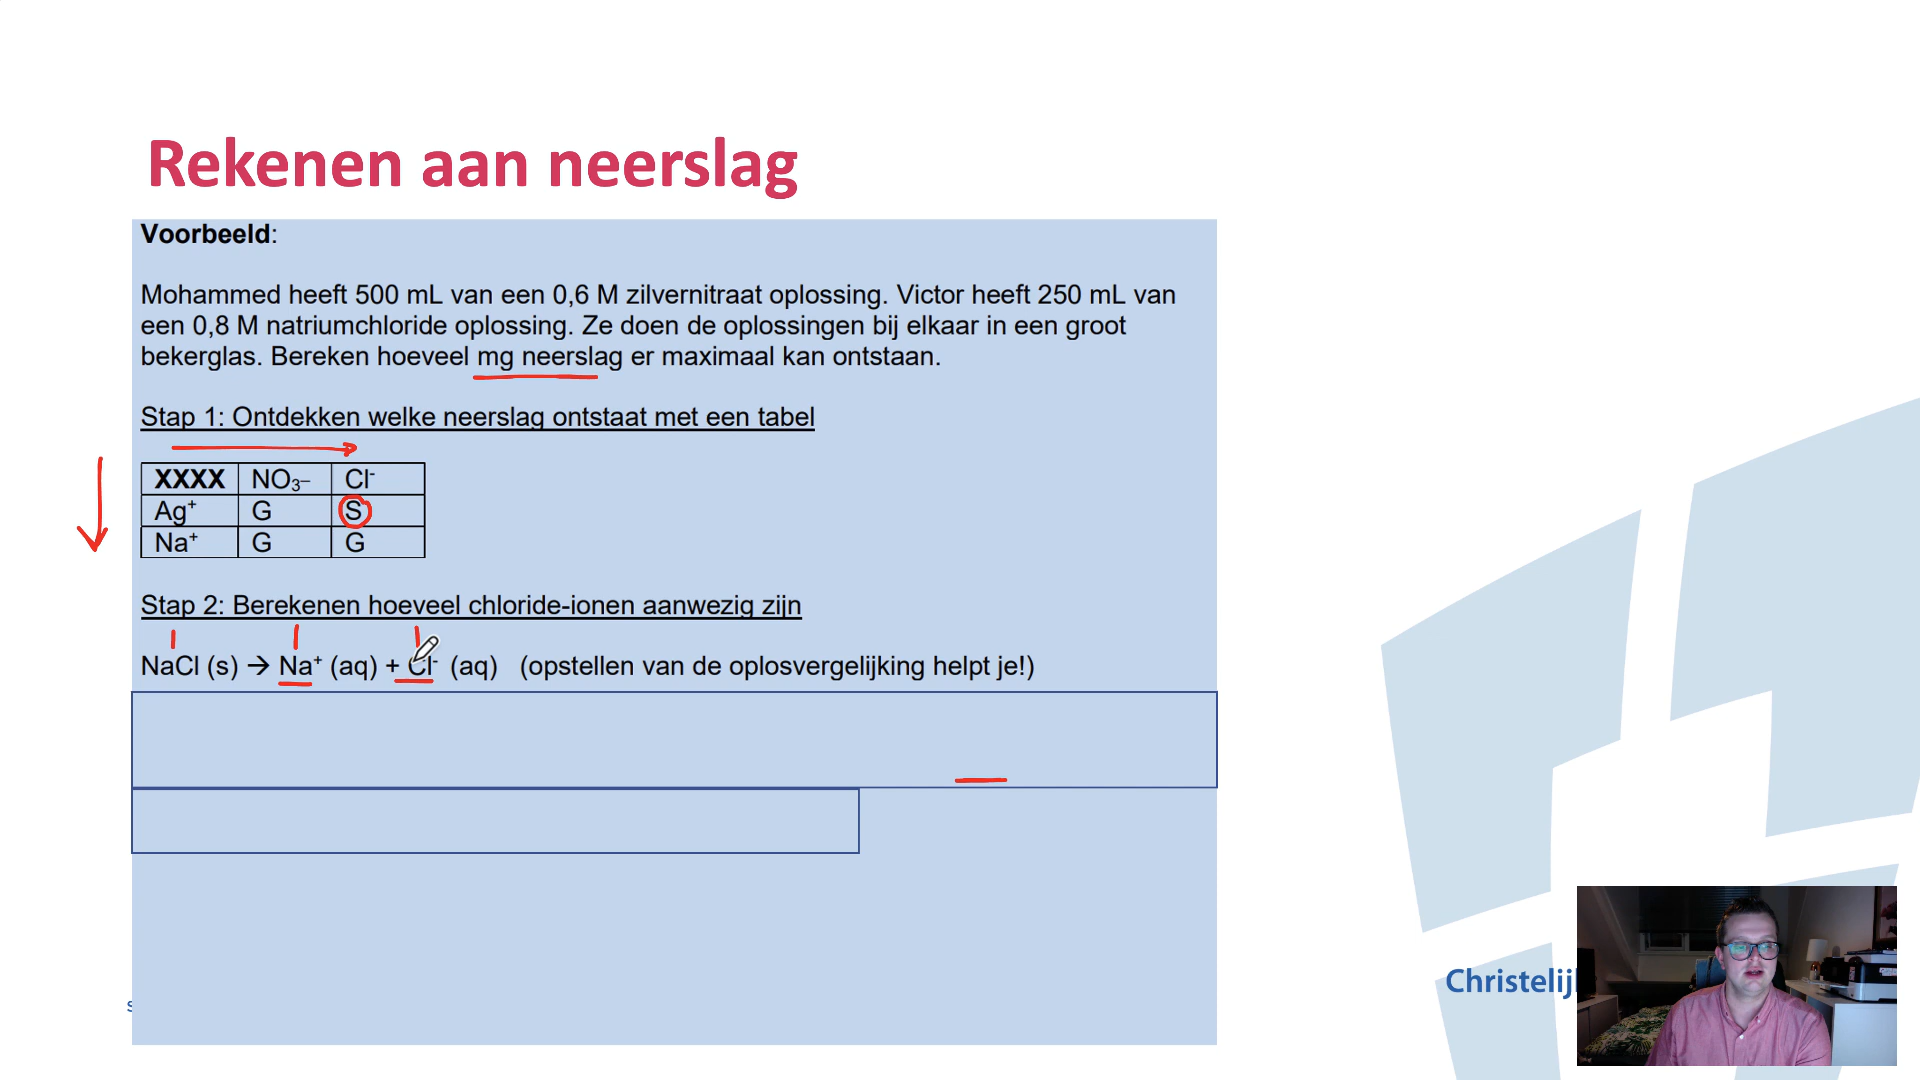 Rekenen aan neerslag
Voorbeeld:
Mohammed heeft 500 mL van een 0,6 M zilvernitraat oplossing. Victor heeft 250 mL van
een 0,8 M natriumchloride oplossing. Ze doen de oplossingen bij elkaar in een groot
bekerglas. Bereken hoeveel mg neerslag er maximaal kan ontstaan.
Stap 1: Ontdekken welke neerslag ontstaat met een tabel
XXXX NO₃⁻ Cl⁻
Ag⁺ G S
Na⁺ G G
Stap 2: Berekenen hoeveel chloride-ionen aanwezig zijn
NaCl (s) → Na⁺ (aq) + Cl⁻ (aq) (opstellen van de oplosvergelijking helpt je!)